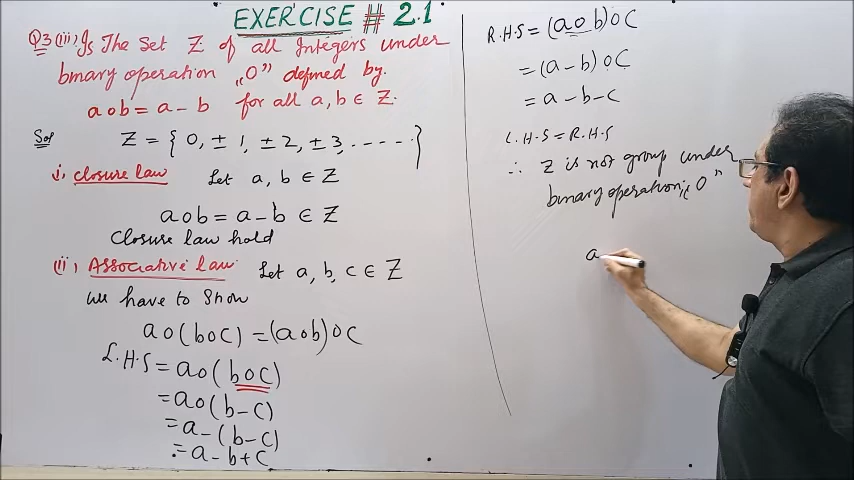 EXERCISE # 2.1
Q3(iii), Is The Set Z of all Integers under
binary operation "O" defined by.
a o b = a - b for all a, b ∈ Z.
Sol Z = { 0, ± 1, ± 2, ± 3, ----- }
i, closure law Let a, b ∈ Z
a o b = a - b ∈ Z
Closure law hold
(ii), Associative law Let a, b, c ∈ Z
we have to show
a o (b o c) = (a o b) o c
L.H.S = a o (b o c)
= a o (b - c)
= a - (b - c)
= a - b + c
R.H.S = (a o b) o c
= (a - b) o c
= a - b - c
L.H.S = R.H.S
∴ Z is not group under
binary operation "O"
a